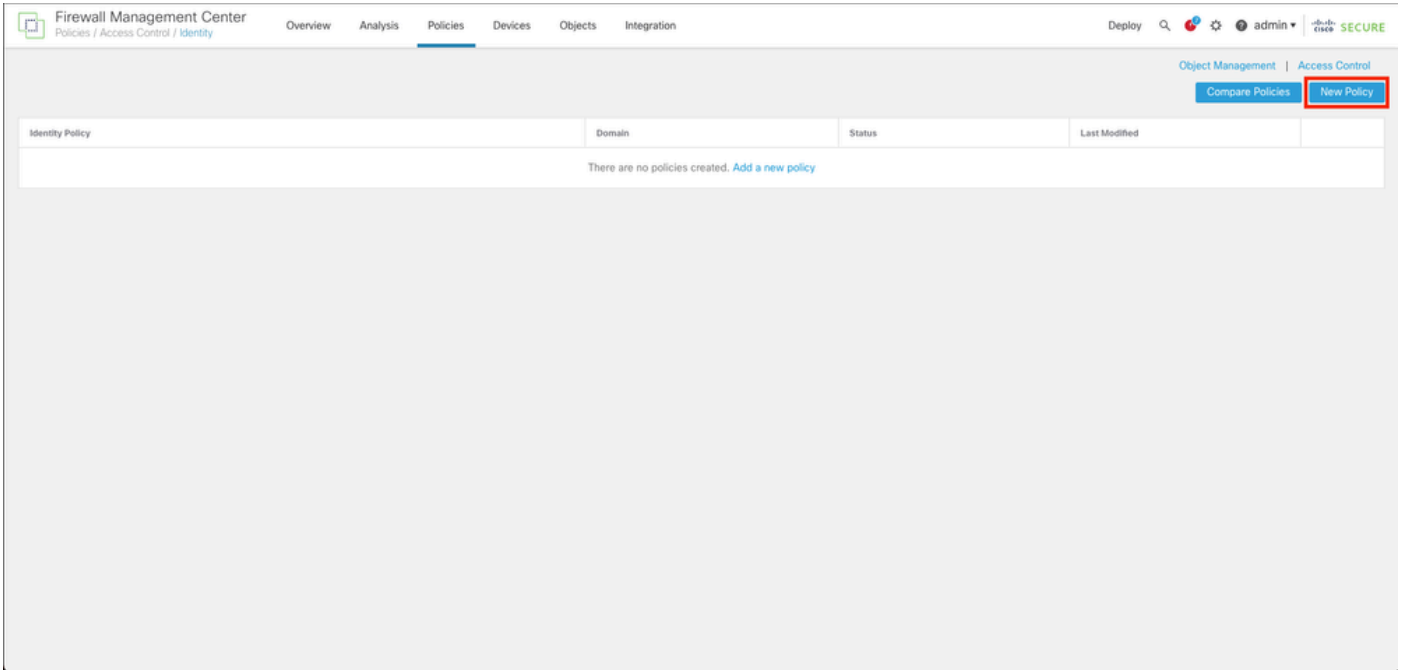 Firewall Management Center
Policies / Access Control / Identity
Overview Analysis Policies Devices Objects Integration
Deploy admin CISCO SECURE
Object Management | Access Control
Compare Policies New Policy
Identity Policy Domain Status Last Modified
There are no policies created. Add a new policy